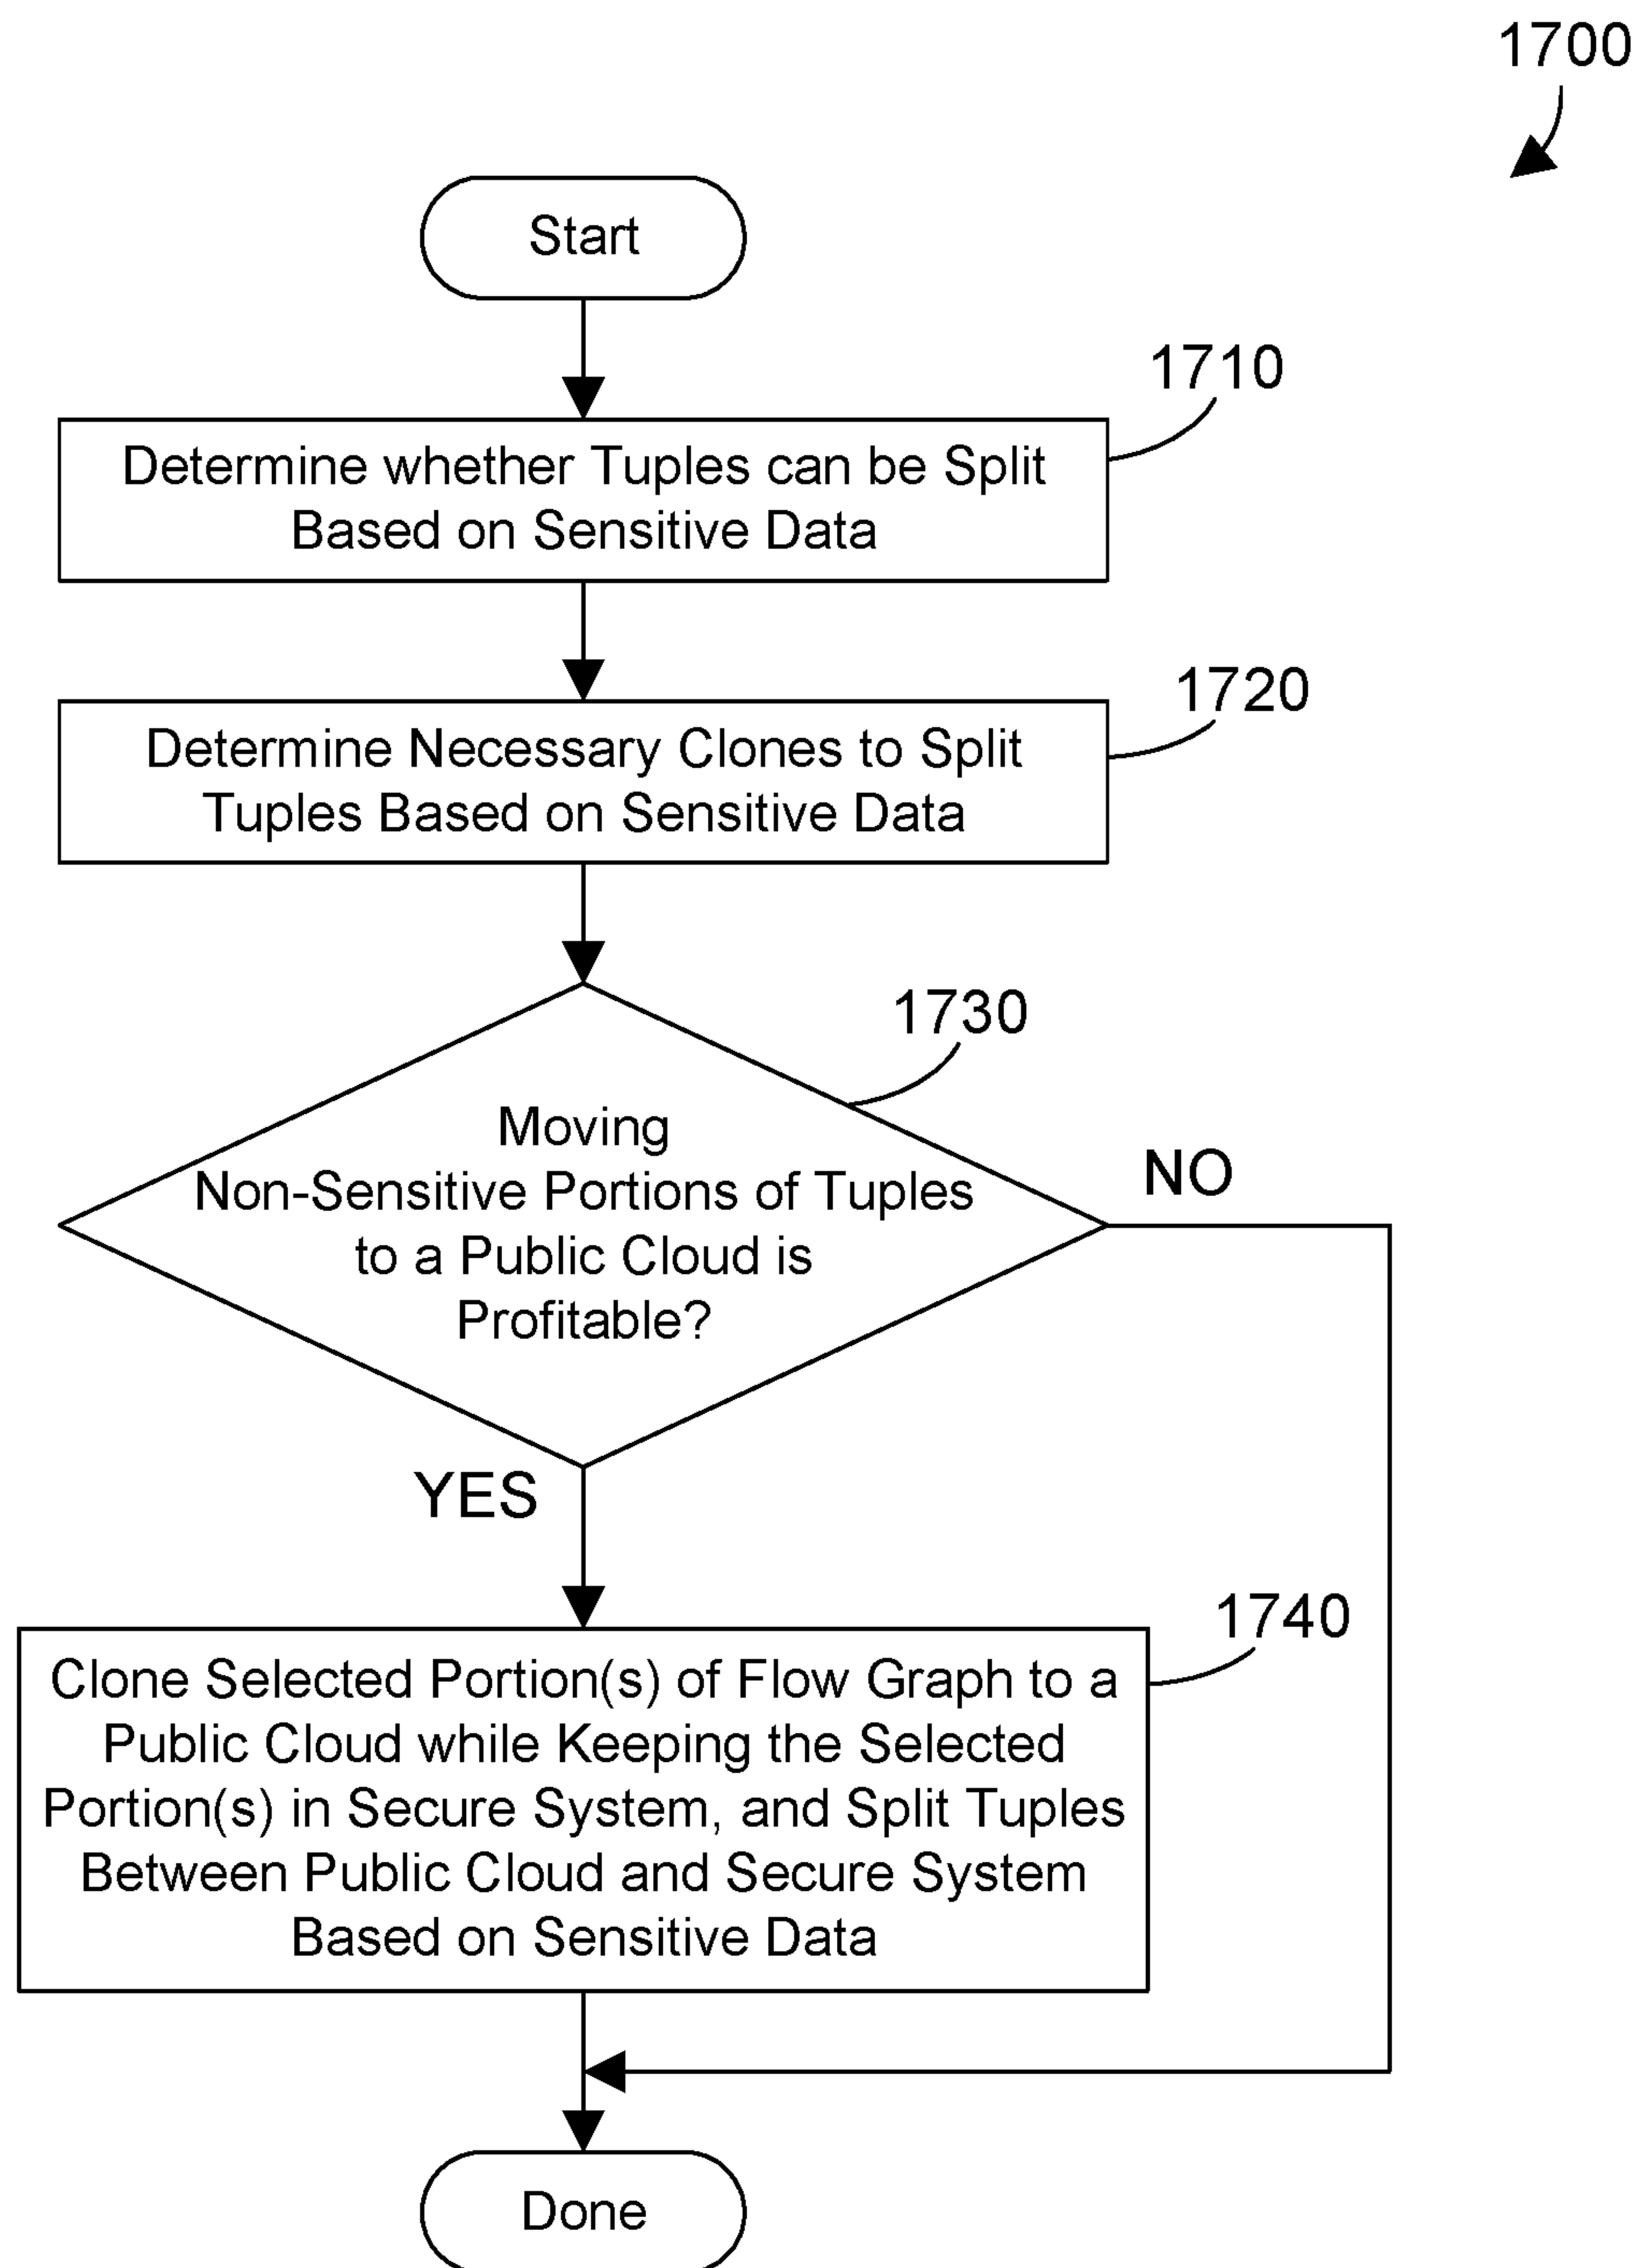 1700
Start
1710
Determine whether Tuples can be Split
Based on Sensitive Data
1720
Determine Necessary Clones to Split
Tuples Based on Sensitive Data
1730
Moving
Non-Sensitive Portions of Tuples
to a Public Cloud is
Profitable?
NO
YES
1740
Clone Selected Portion(s) of Flow Graph to a
Public Cloud while Keeping the Selected
Portion(s) in Secure System, and Split Tuples
Between Public Cloud and Secure System
Based on Sensitive Data
Done